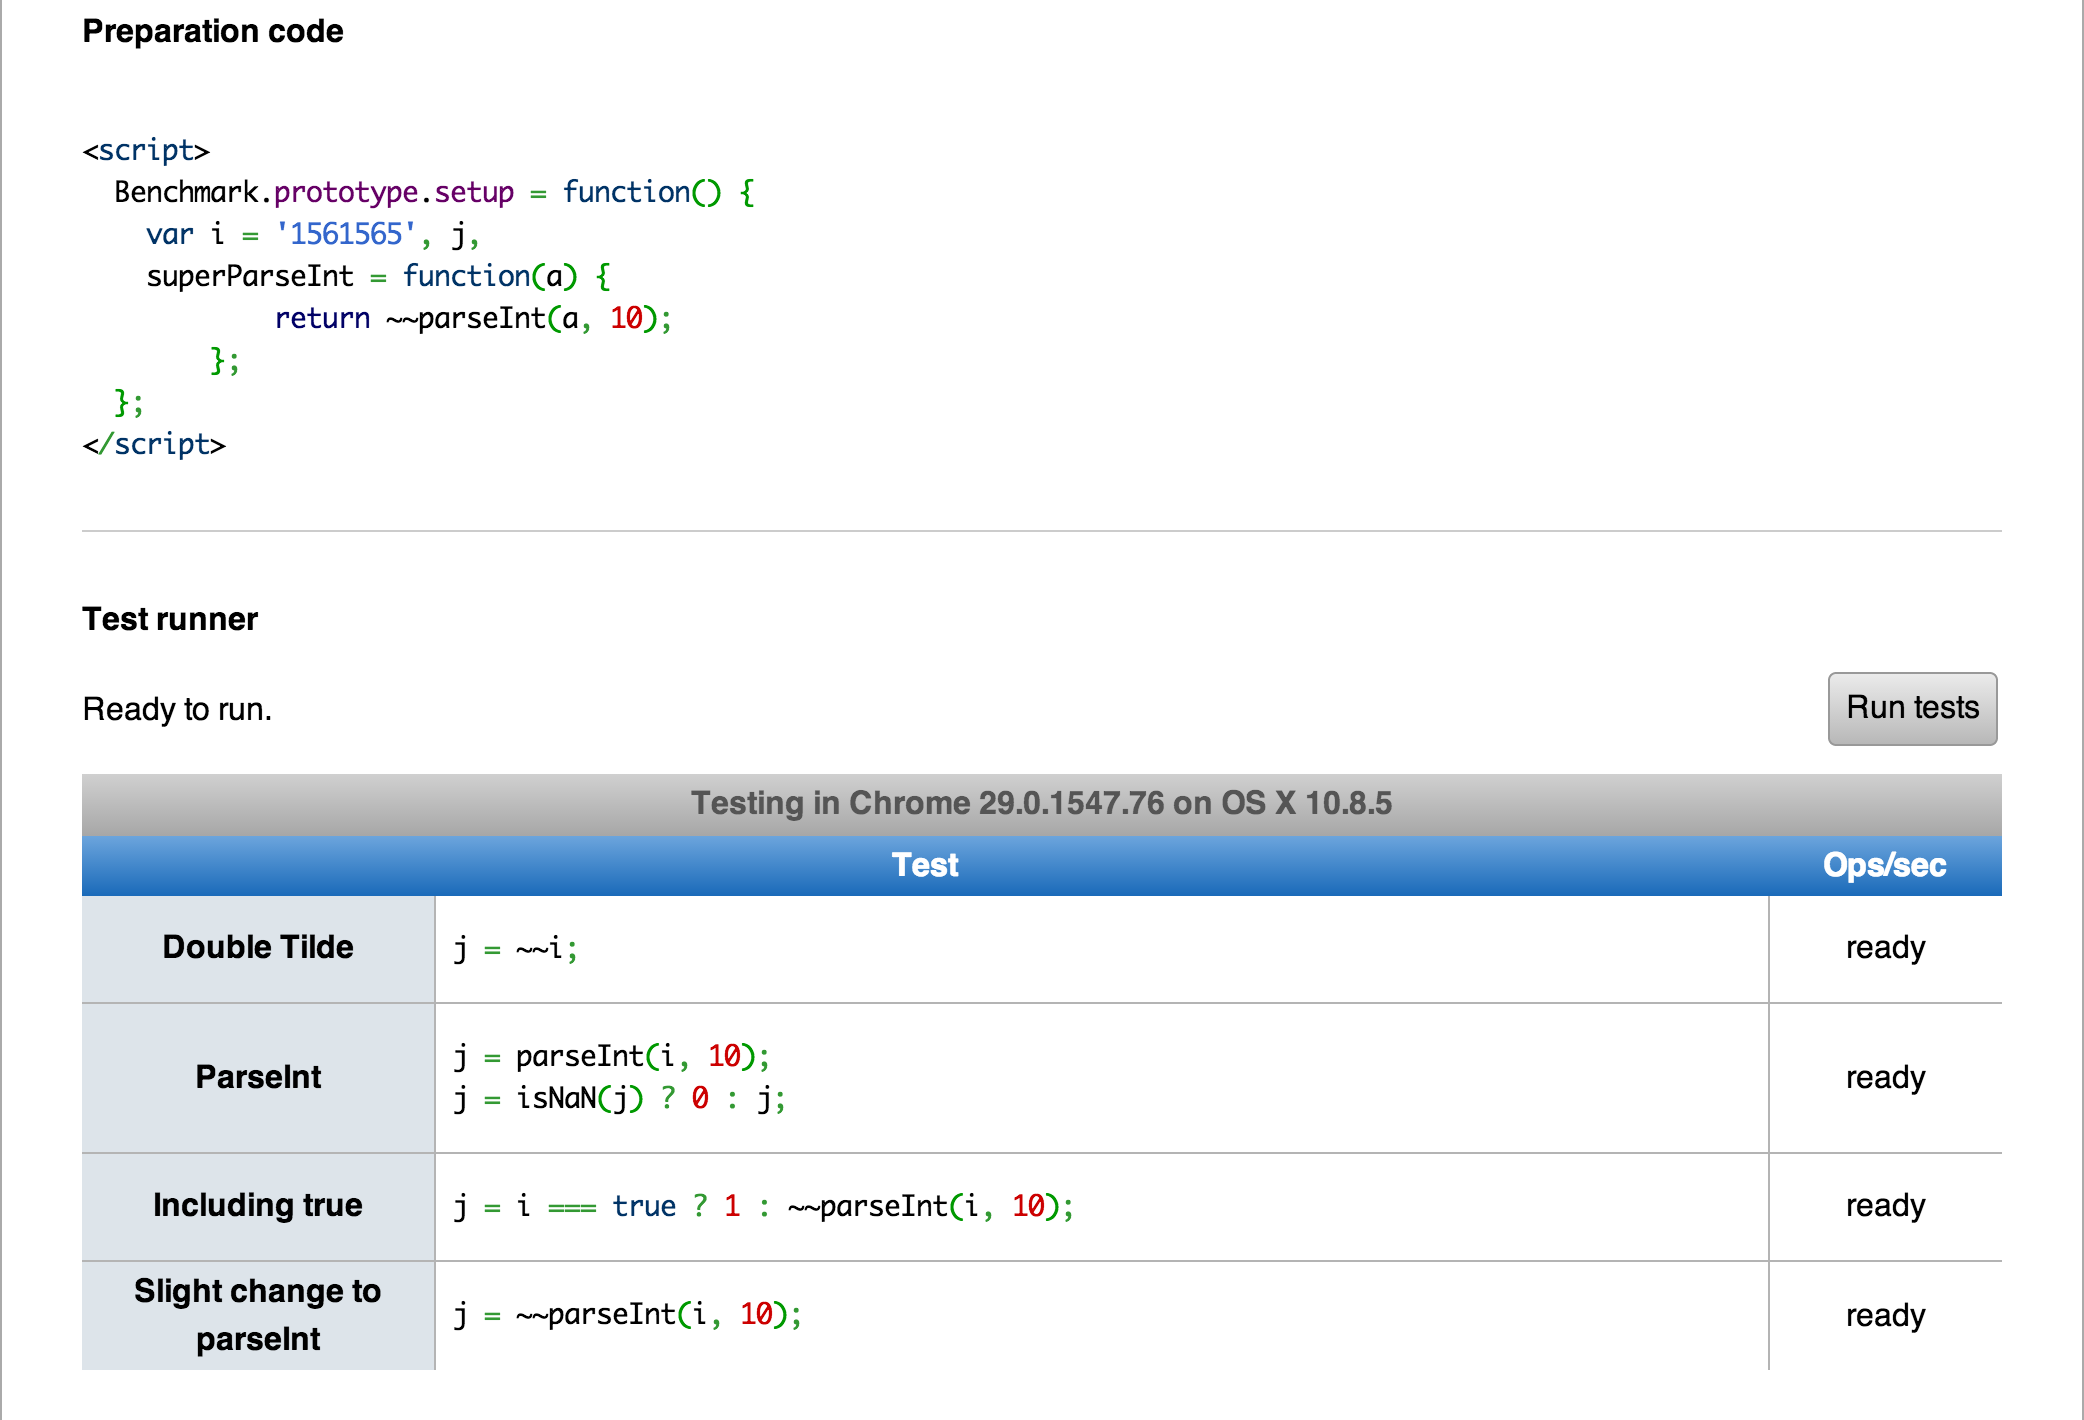 Preparation code
<script>
  Benchmark.prototype.setup = function() {
    var i = '1561565', j,
    superParseInt = function(a) {
            return ~~parseInt(a, 10);
        };
  };
</script>
Test runner
Ready to run.
Run tests
Testing in Chrome 29.0.1547.76 on OS X 10.8.5
Test Ops/sec
Double Tilde j = ~~i; ready
ParseInt
j = parseInt(i, 10);
j = isNaN(j) ? 0 : j;
ready
Including true j = i === true ? 1 : ~~parseInt(i, 10); ready
Slight change to
parseInt
j = ~~parseInt(i, 10);
ready